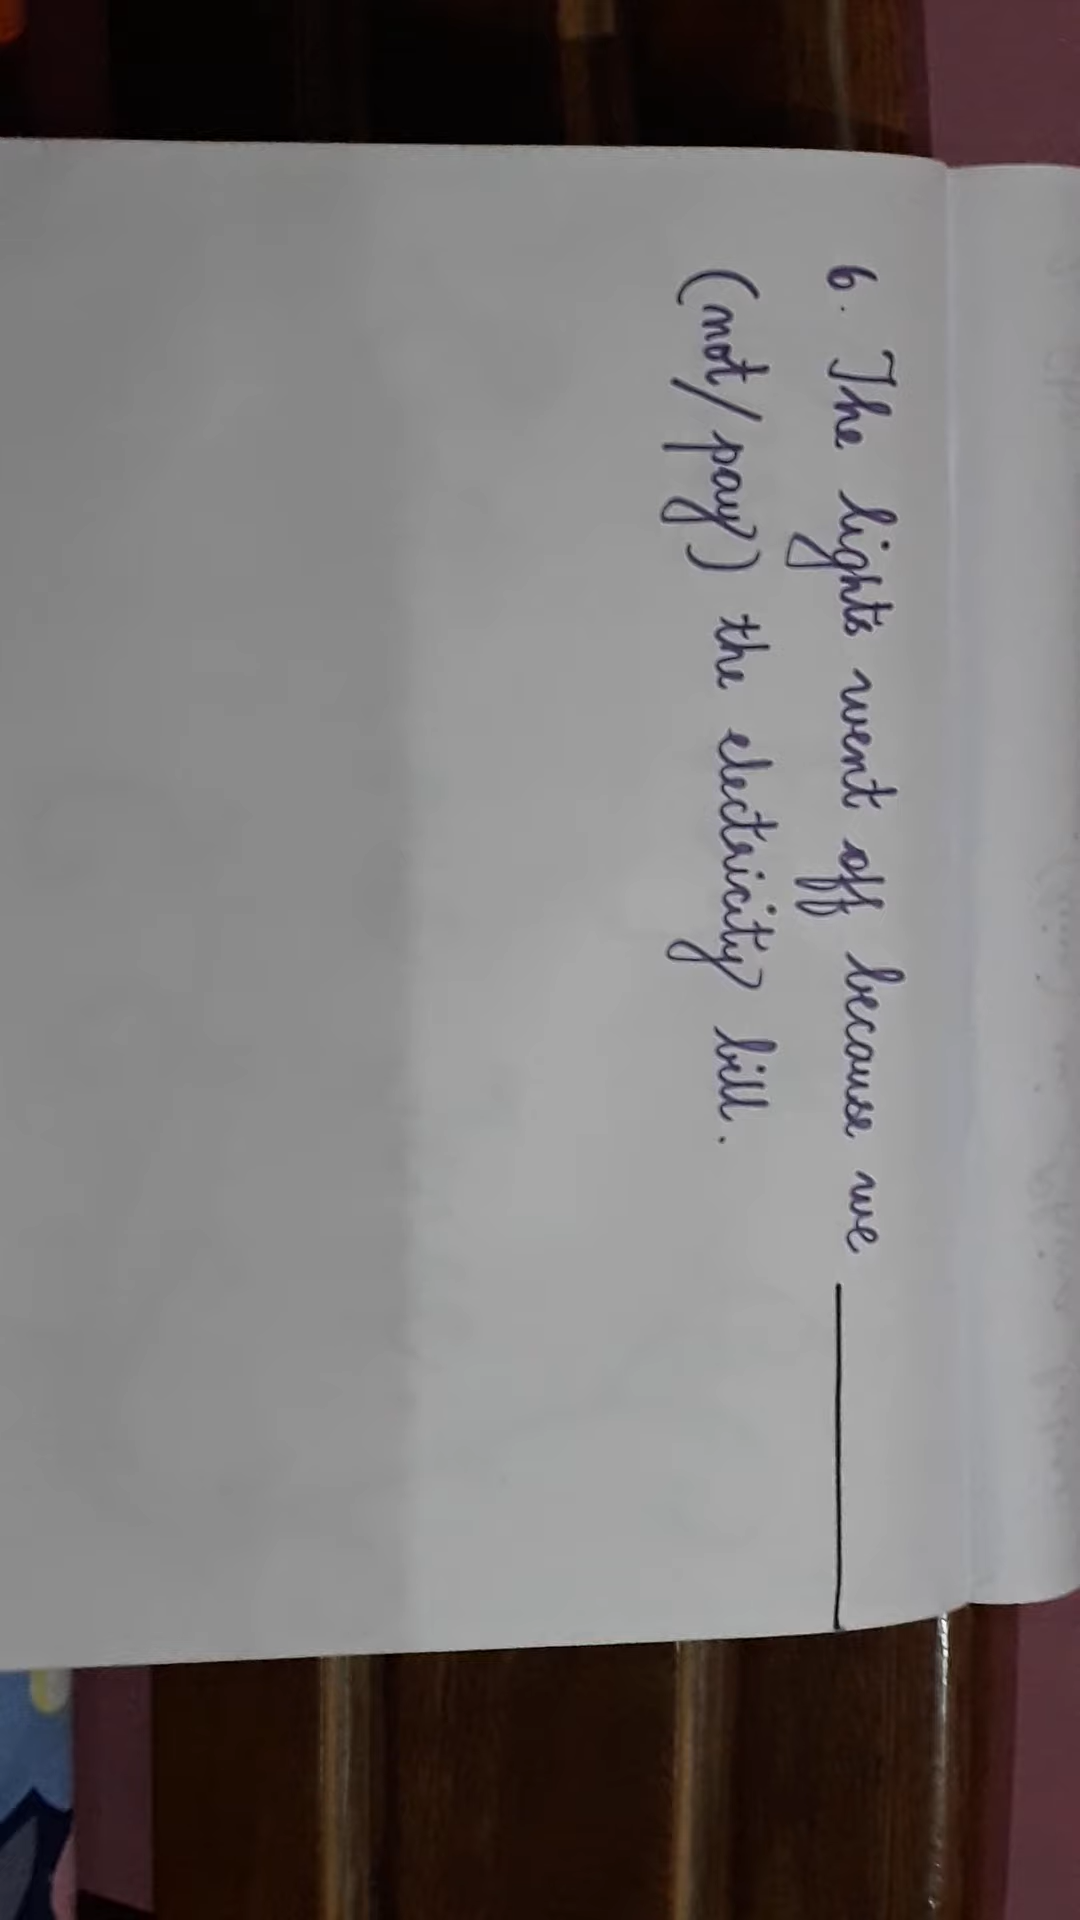 6. The lights went off because we ________
(not/pay) the electricity bill.